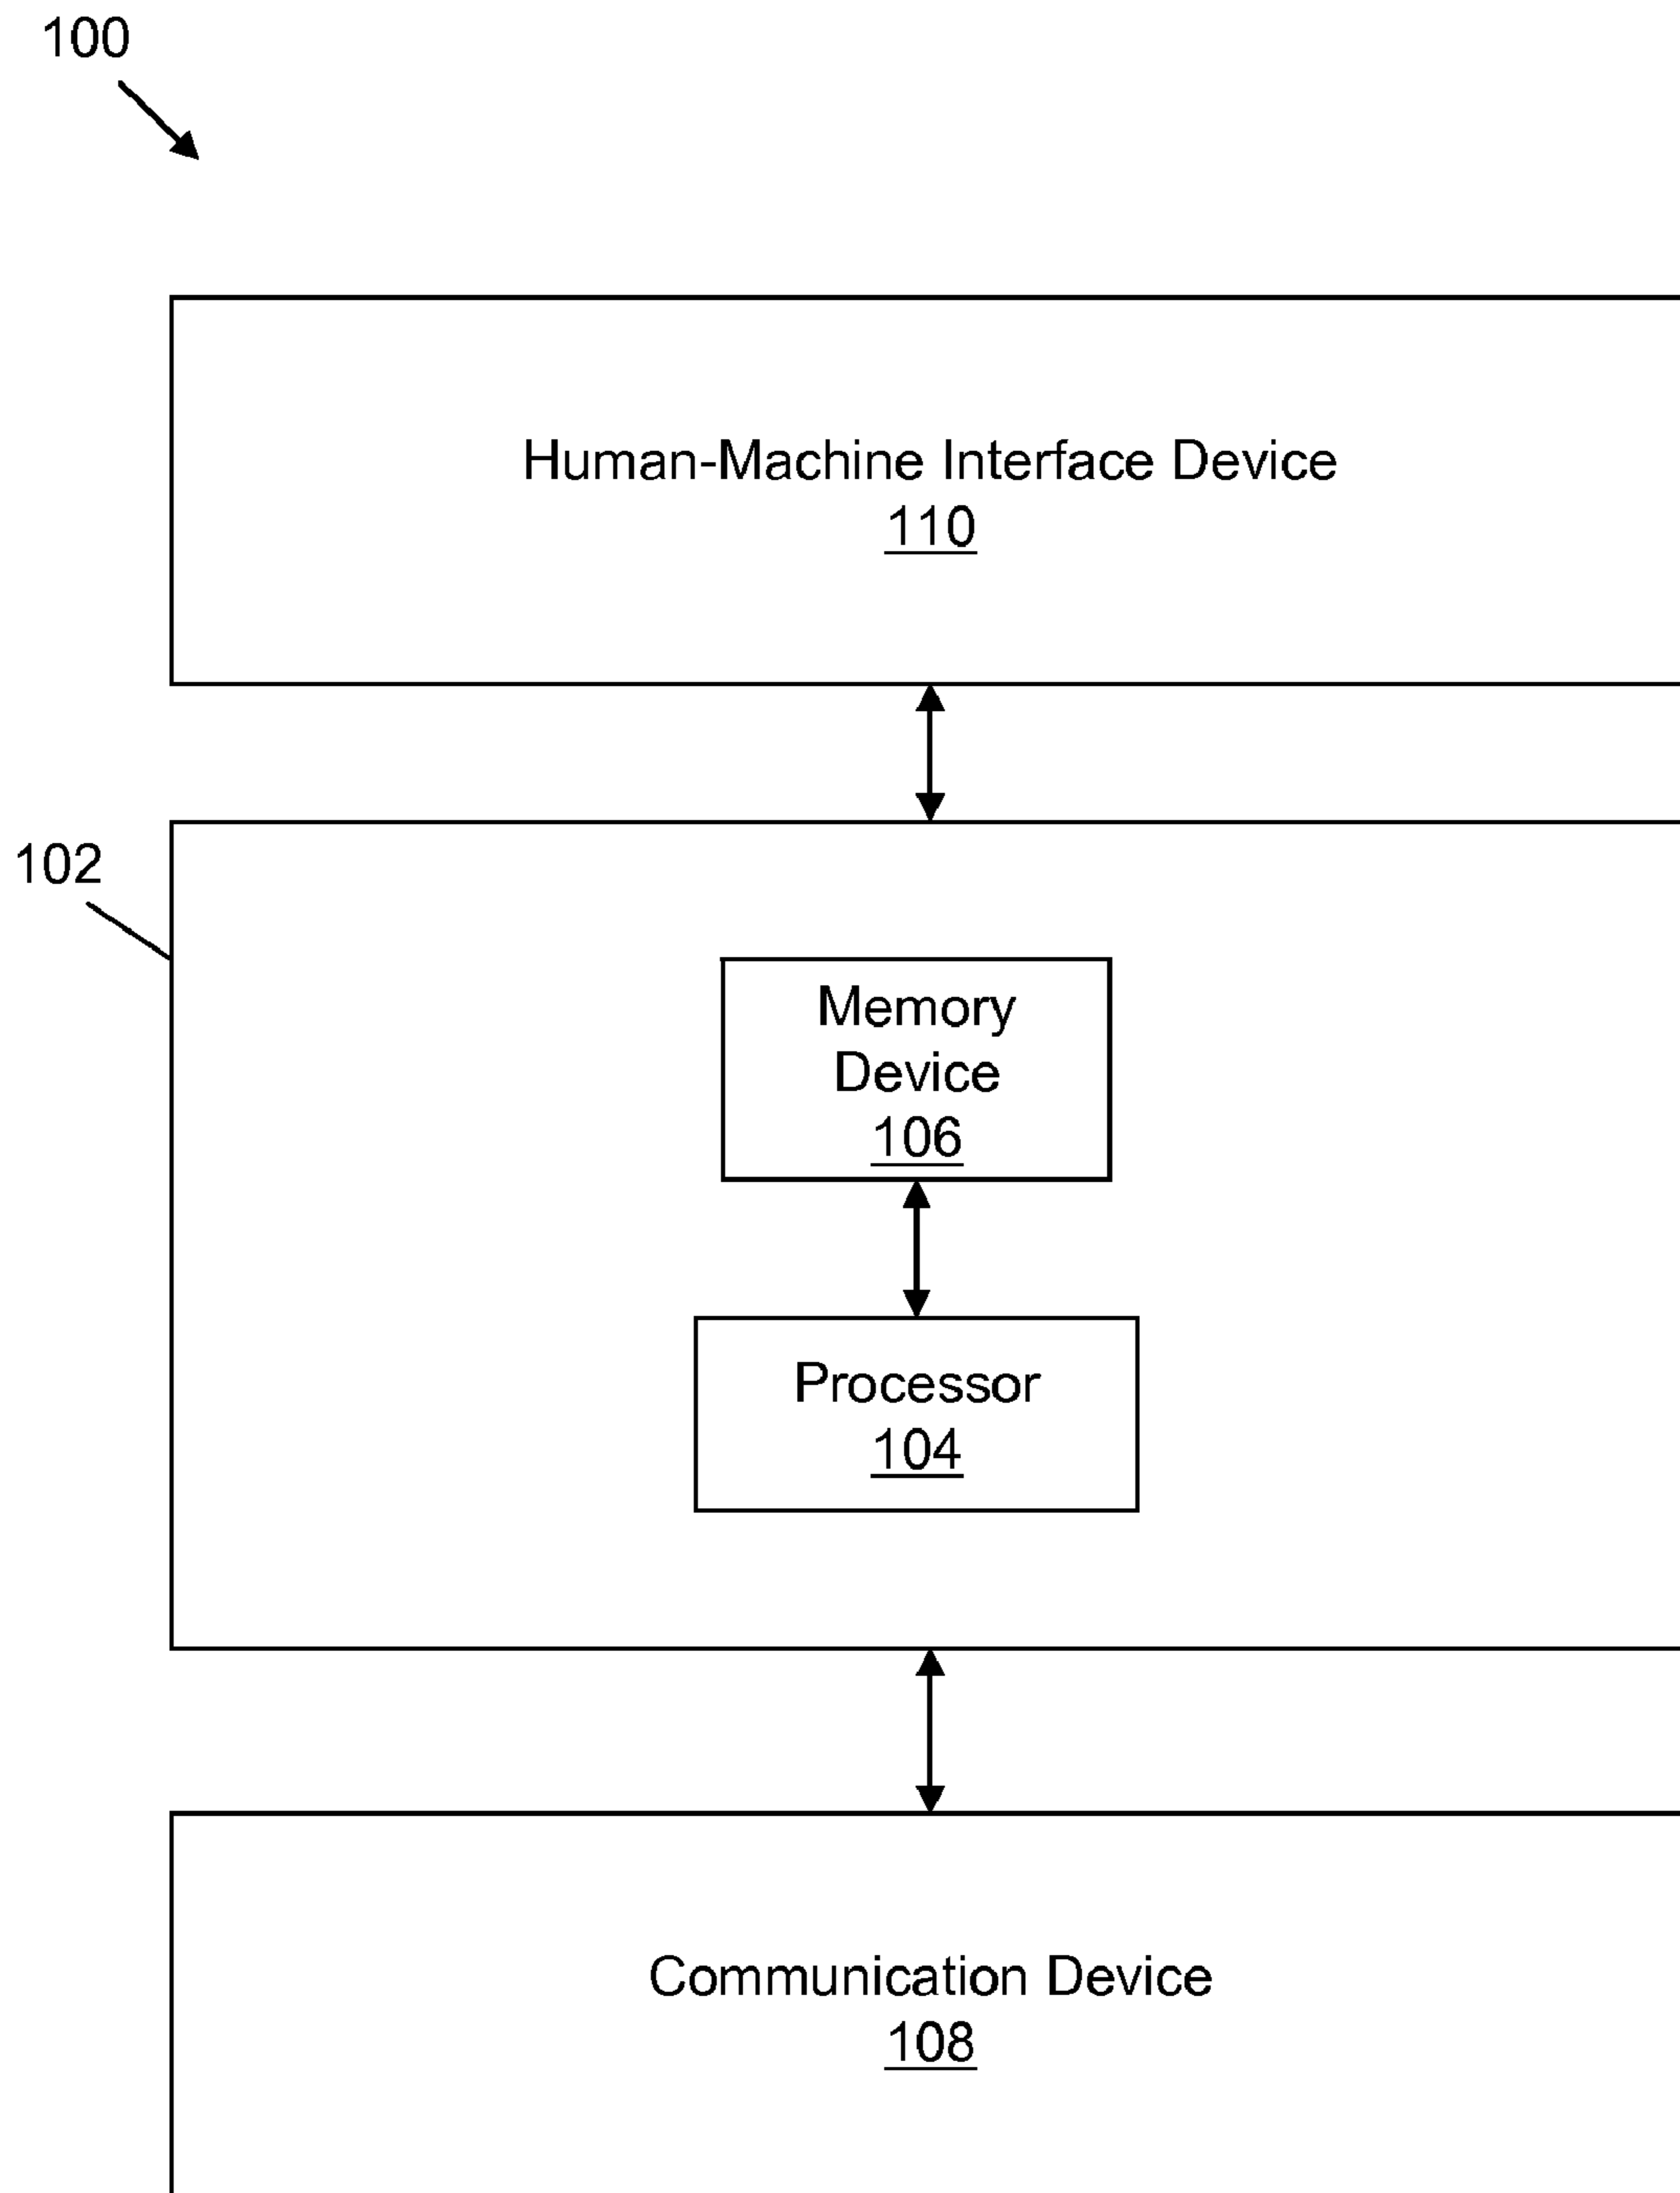 100
Human-Machine Interface Device
110
102
Memory
Device
106
Processor
104
Communication Device
108